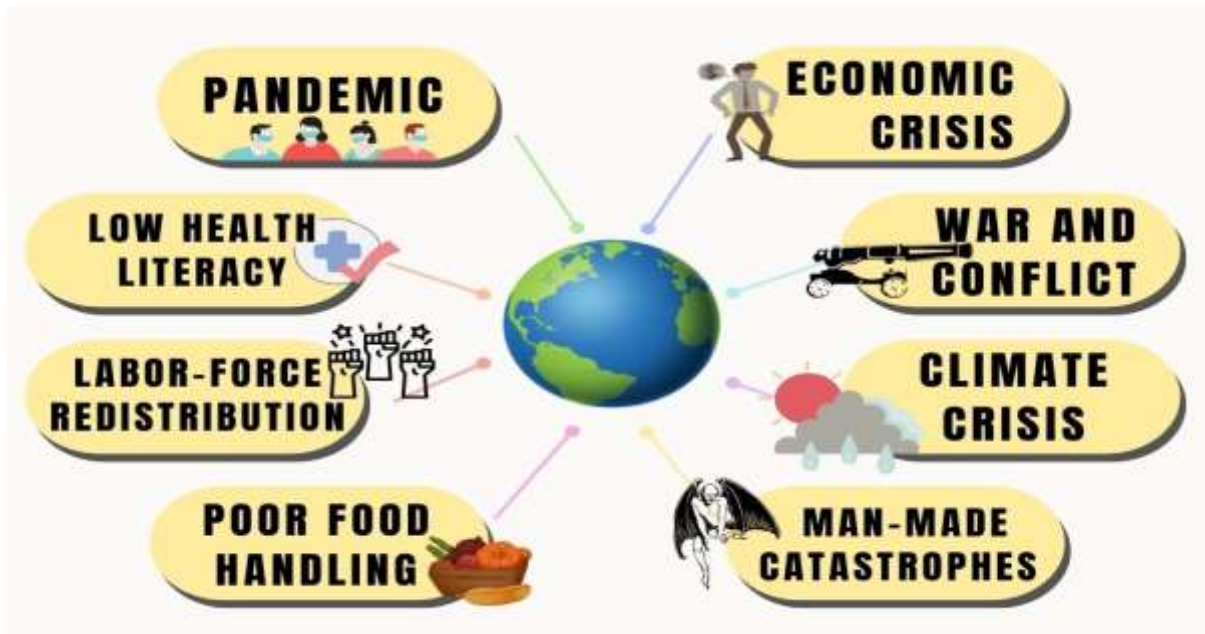 PANDEMIC
ECONOMIC
CRISIS
LOW HEALTH
LITERACY
WAR AND
CONFLICT
LABOR-FORCE
REDISTRIBUTION
CLIMATE
CRISIS
POOR FOOD
HANDLING
MAN-MADE
CATASTROPHES